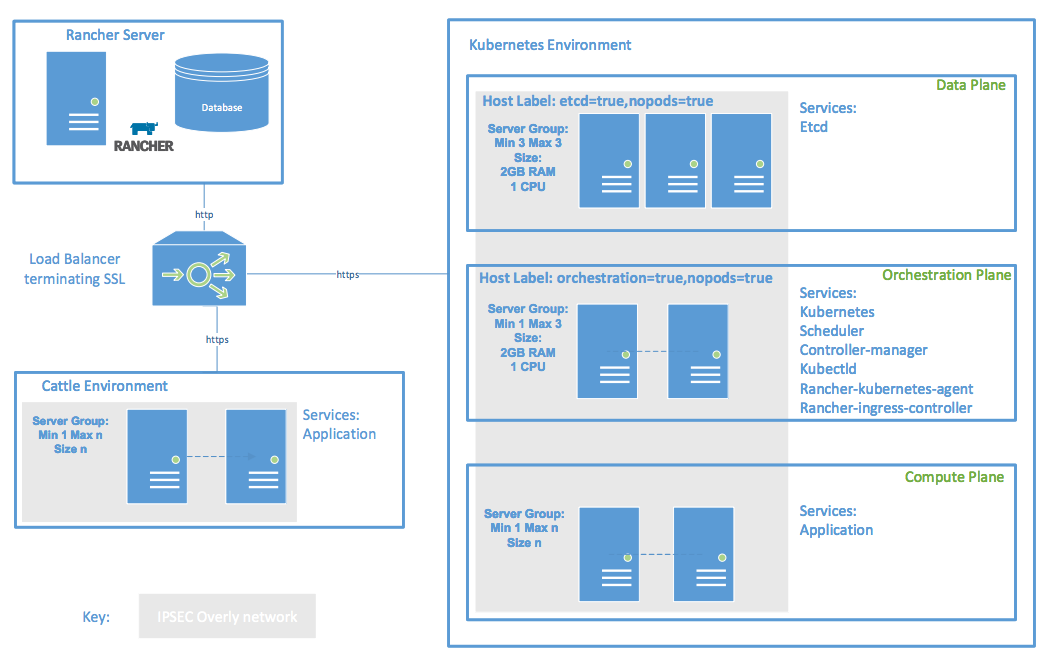 Rancher Server
Database
RANCHER
http
Load Balancer
terminating SSL
https
https
Cattle Environment
Server Group:
Min 1 Max n
Size n
Services:
Application
Key:
IPSEC Overly network
Kubernetes Environment
Data Plane
Host Label: etcd=true,nopods=true
Server Group:
Min 3 Max 3
Size:
2GB RAM
1 CPU
Services:
Etcd
Orchestration Plane
Host Label: orchestration=true,nopods=true
Server Group:
Min 1 Max 3
Size:
2GB RAM
1 CPU
Services:
Kubernetes
Scheduler
Controller-manager
Kubectld
Rancher-kubernetes-agent
Rancher-ingress-controller
Compute Plane
Server Group:
Min 1 Max n
Size n
Services:
Application